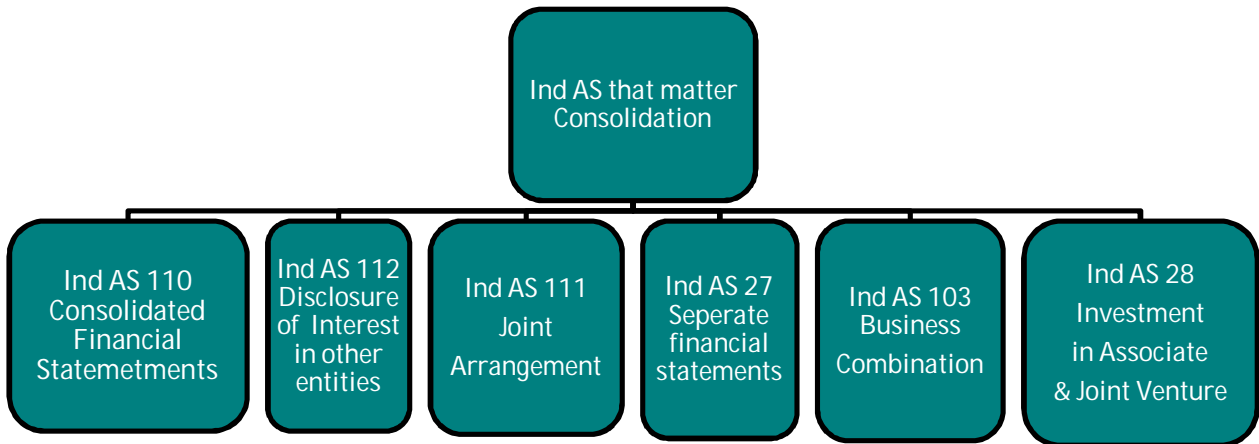 Ind AS that matter
Consolidation
Ind AS 110
Consolidated
Financial
Statemetments
Ind AS 112
Disclosure
of Interest
in other
entities
Ind AS 111
Joint
Arrangement
Ind AS 27
Seperate
financial
statements
Ind AS 103
Business
Combination
Ind AS 28
Investment
in Associate
& Joint Venture